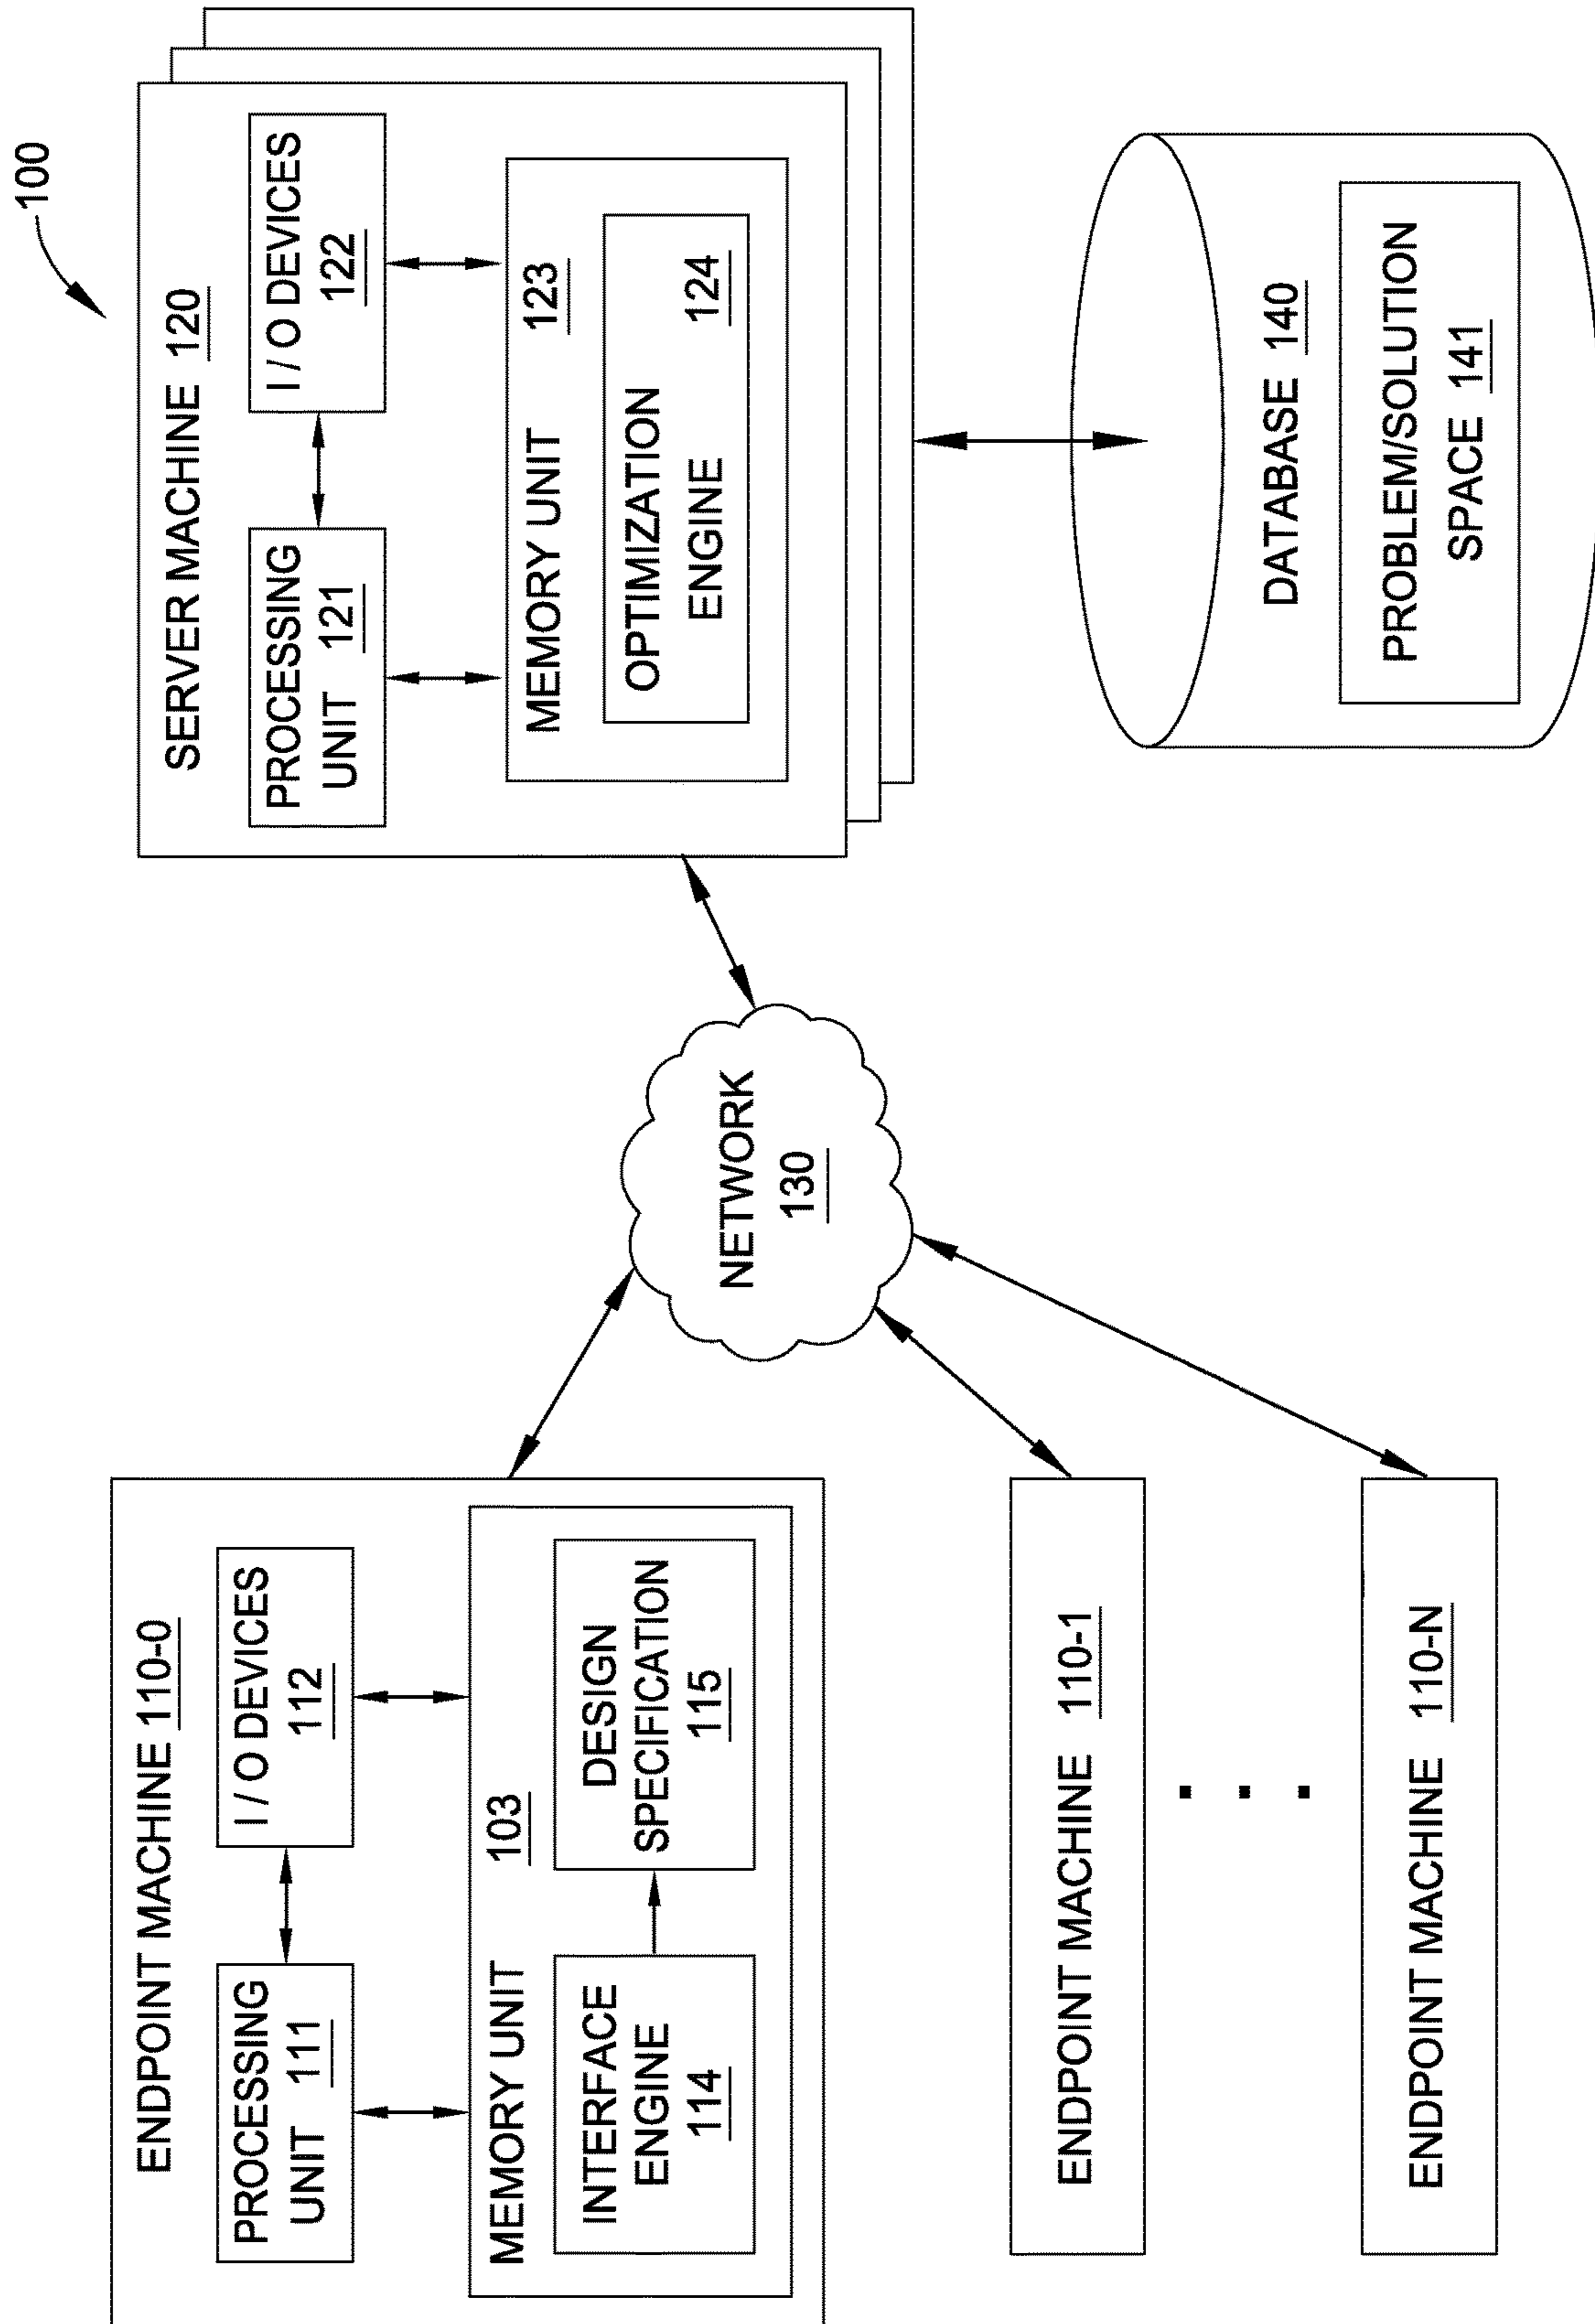 100
ENDPOINT MACHINE 110-0
PROCESSING
UNIT 111
I / O DEVICES
112
MEMORY UNIT 103
INTERFACE
ENGINE
114
DESIGN
SPECIFICATION
115
ENDPOINT MACHINE 110-1
ENDPOINT MACHINE 110-N
NETWORK
130
SERVER MACHINE 120
PROCESSING
UNIT 121
I / O DEVICES
122
MEMORY UNIT 123
OPTIMIZATION
ENGINE 124
DATABASE 140
PROBLEM/SOLUTION
SPACE 141